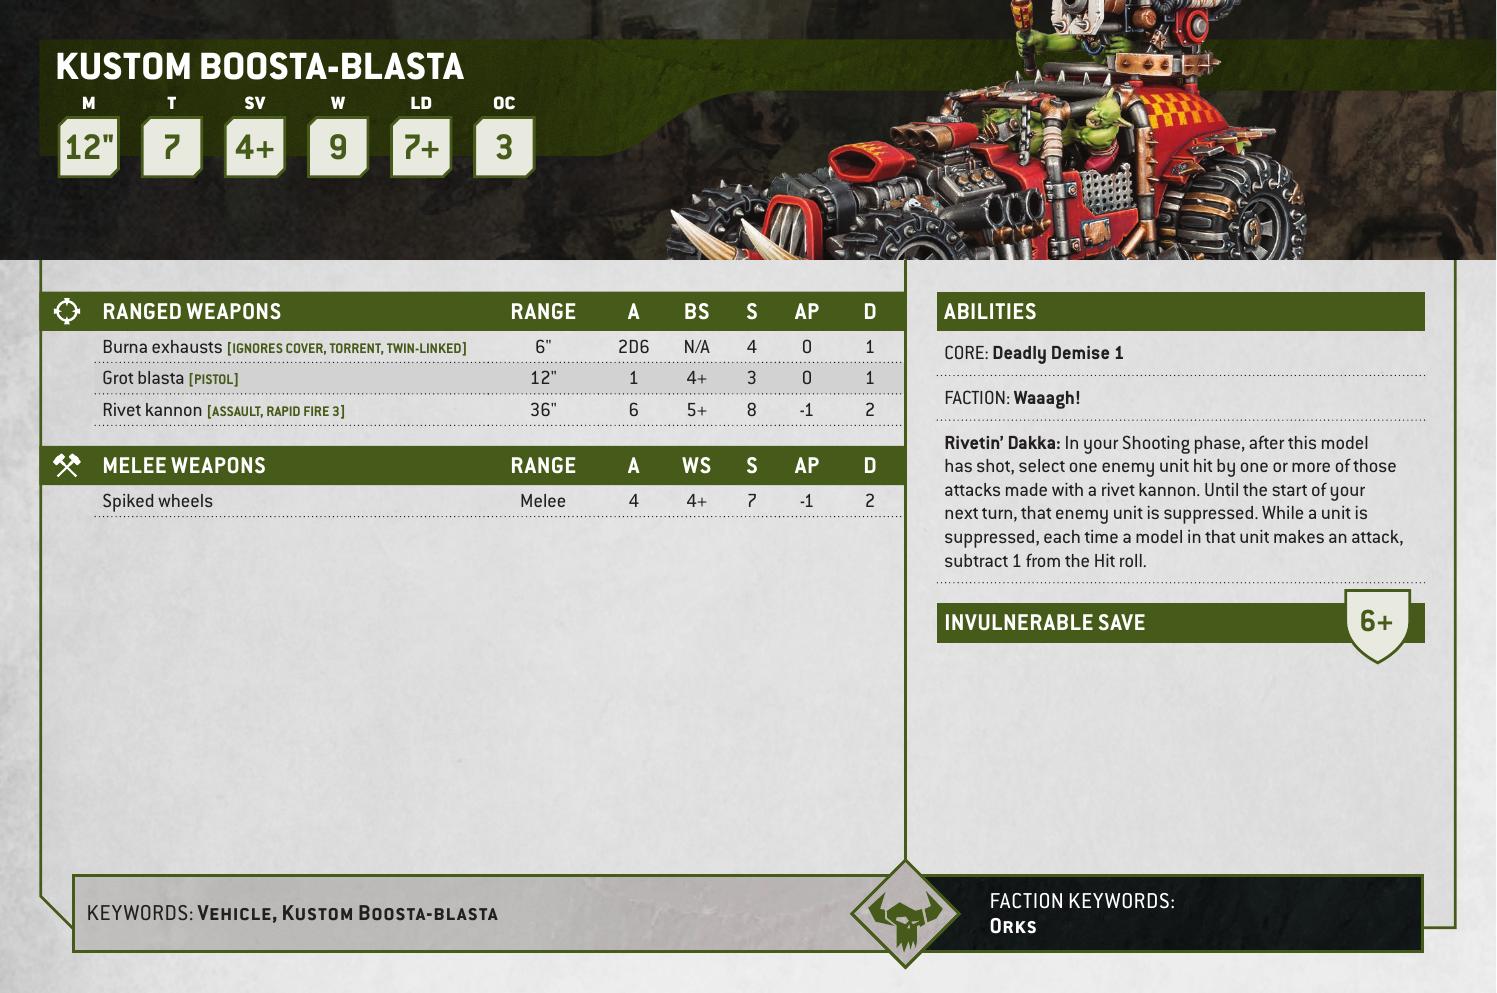 KUSTOM BOOSTA-BLASTA
M T SV W LD OC
12" 7 4+ 9 7+ 3
RANGED WEAPONS RANGE A BS S AP D
Burna exhausts [IGNORES COVER, TORRENT, TWIN-LINKED] 6" 2D6 N/A 4 0 1
Grot blasta [PISTOL] 12" 1 4+ 3 0 1
Rivet kannon [ASSAULT, RAPID FIRE 3] 36" 6 5+ 8 -1 2
MELEE WEAPONS RANGE A WS S AP D
Spiked wheels Melee 4 4+ 7 -1 2
ABILITIES
CORE: Deadly Demise 1
FACTION: Waaagh!
Rivetin’ Dakka: In your Shooting phase, after this model
has shot, select one enemy unit hit by one or more of those
attacks made with a rivet kannon. Until the start of your
next turn, that enemy unit is suppressed. While a unit is
suppressed, each time a model in that unit makes an attack,
subtract 1 from the Hit roll.
INVULNERABLE SAVE 6+
KEYWORDS: VEHICLE, KUSTOM BOOSTA-BLASTA
FACTION KEYWORDS:
ORKS